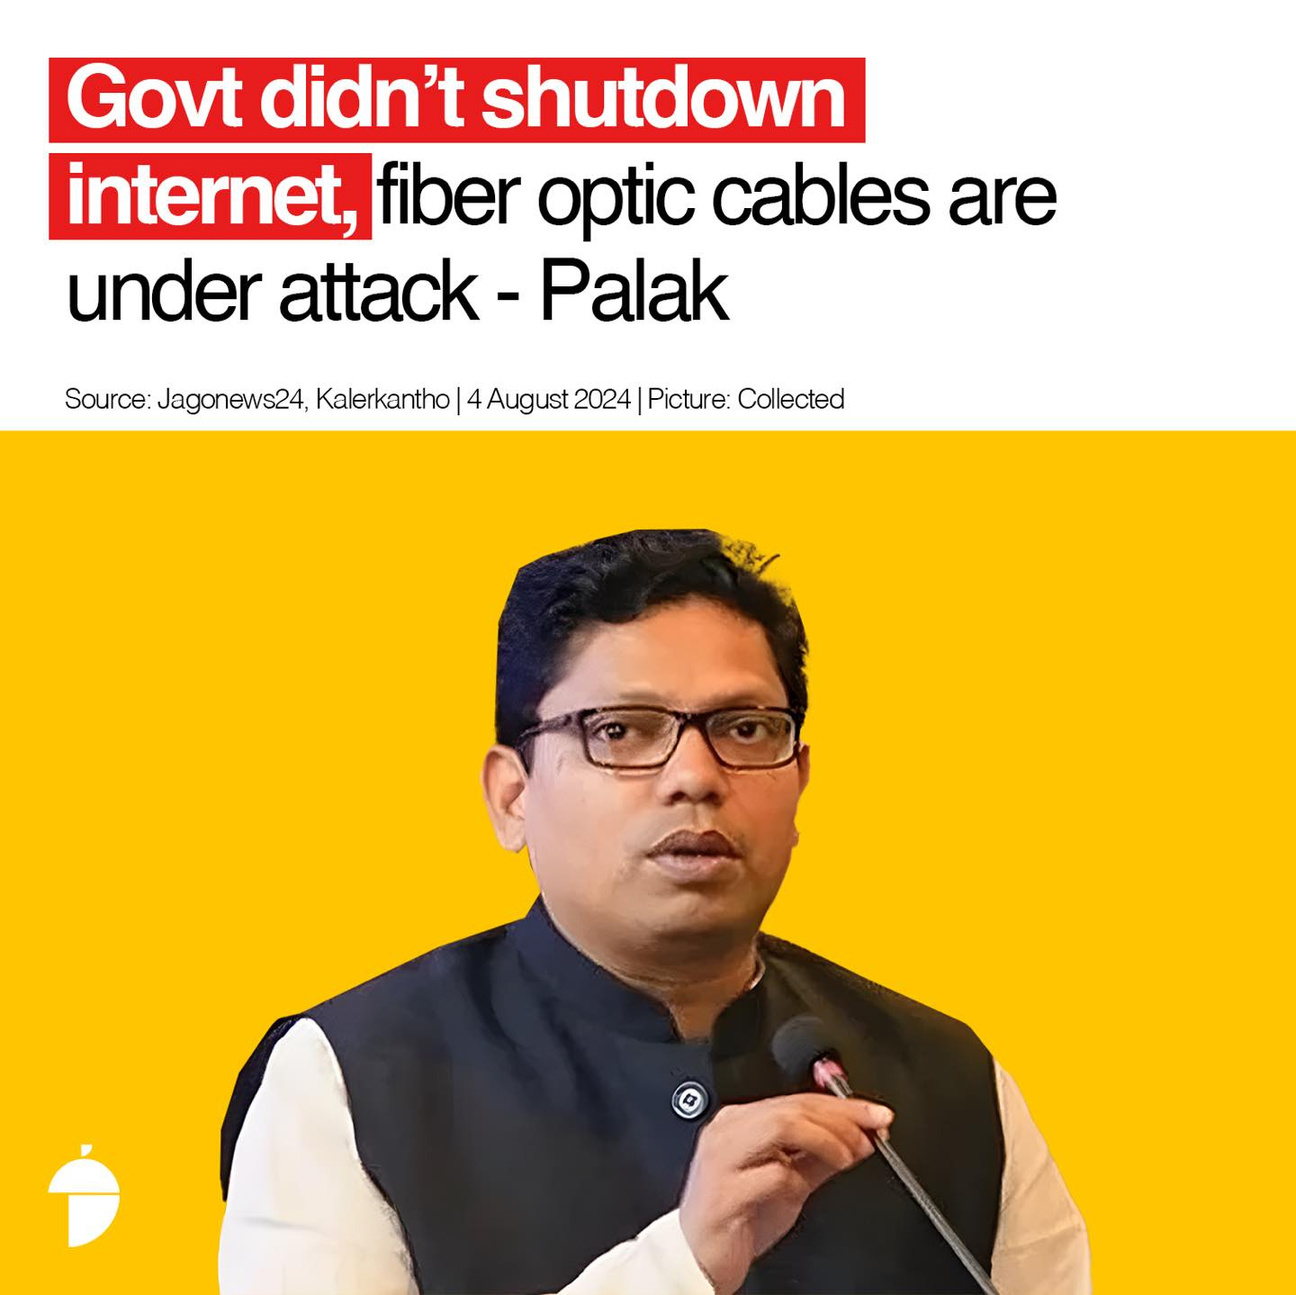 Govt didn’t shutdown
internet, fiber optic cables are
under attack - Palak
Source: Jagonews24, Kalerkantho | 4 August 2024 | Picture: Collected